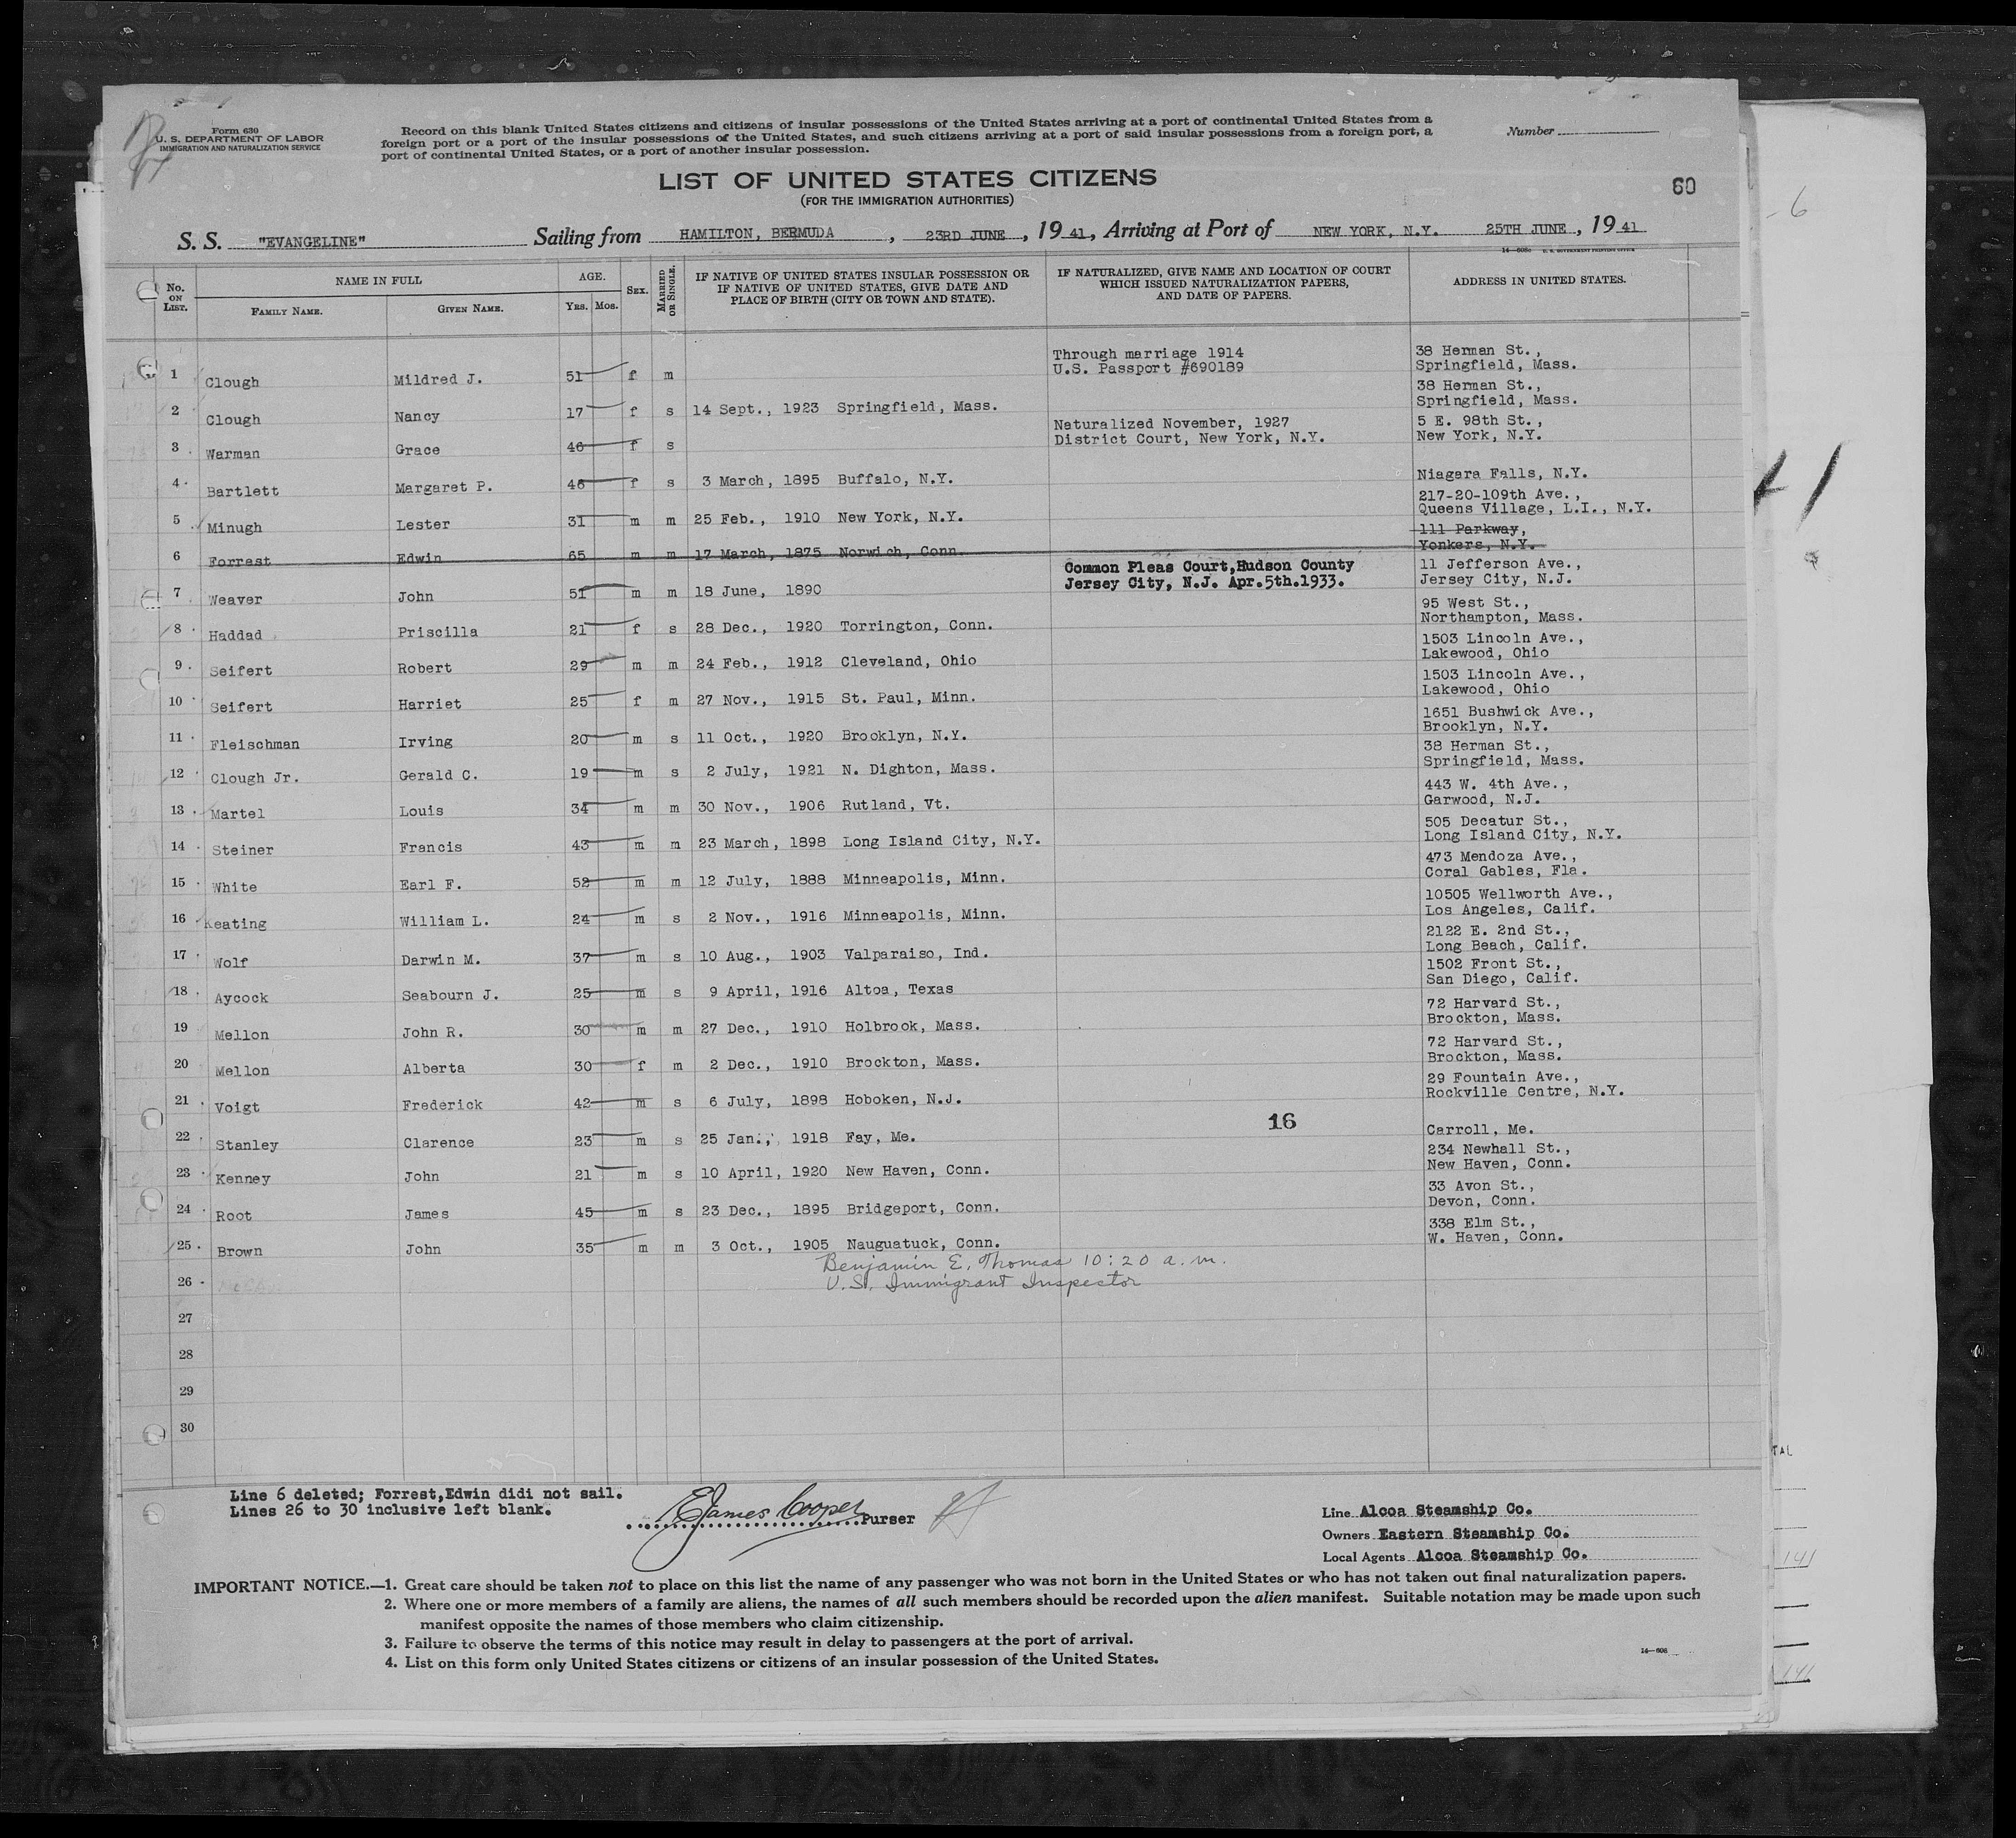 Form 630
U. S. DEPARTMENT OF LABOR
IMMIGRATION AND NATURALIZATION SERVICE
Record on this blank United States citizens and citizens of insular possessions of the United States arriving at a port of continental United States from a
foreign port or a port of the insular possessions of the United States, and such citizens arriving at a port of said insular possessions from a foreign port, a
port of continental United States, or a port of another insular possession.
Number
LIST OF UNITED STATES CITIZENS
(FOR THE IMMIGRATION AUTHORITIES)
60
S. S. "EVANGELINE" Sailing from HAMILTON, BERMUDA, 23RD JUNE, 19 41, Arriving at Port of NEW YORK, N.Y. 25TH JUNE, 19 41
No. ON LIST. NAME IN FULL AGE. SEX. MARRIED OR SINGLE. IF NATIVE OF UNITED STATES INSULAR POSSESSION OR IF NATIVE OF UNITED STATES, GIVE DATE AND PLACE OF BIRTH (CITY OR TOWN AND STATE). IF NATURALIZED, GIVE NAME AND LOCATION OF COURT WHICH ISSUED NATURALIZATION PAPERS, AND DATE OF PAPERS. ADDRESS IN UNITED STATES.
FAMILY NAME. GIVEN NAME. YRS. MOS.
1 Clough Mildred J. 51 f m Through marriage 1914 U.S. Passport #690189 38 Herman St., Springfield, Mass.
2 Clough Nancy 17 f s 14 Sept., 1923 Springfield, Mass. 38 Herman St., Springfield, Mass.
3 Warman Grace 46 f s Naturalized November, 1927 District Court, New York, N.Y. 5 E. 98th St., New York, N.Y.
4 Bartlett Margaret P. 46 f s 3 March, 1895 Buffalo, N.Y. Niagara Falls, N.Y.
5 Minugh Lester 31 m m 25 Feb., 1910 New York, N.Y. 217-20-109th Ave., Queens Village, L.I., N.Y.
6 Forrest Edwin 65 m m 17 March, 1875 Norwich, Conn. 111 Parkway, Yonkers, N.Y.
7 Weaver John 51 m m 18 June, 1890 Common Pleas Court,Hudson County Jersey City, N.J. Apr.5th.1933. 11 Jefferson Ave., Jersey City, N.J.
8 Haddad Priscilla 21 f s 28 Dec., 1920 Torrington, Conn. 95 West St., Northampton, Mass.
9 Seifert Robert 29 m m 24 Feb., 1912 Cleveland, Ohio 1503 Lincoln Ave., Lakewood, Ohio
10 Seifert Harriet 25 f m 27 Nov., 1915 St. Paul, Minn. 1503 Lincoln Ave., Lakewood, Ohio
11 Fleischman Irving 20 m s 11 Oct., 1920 Brooklyn, N.Y. 1651 Bushwick Ave., Brooklyn, N.Y.
12 Clough Jr. Gerald C. 19 m s 2 July, 1921 N. Dighton, Mass. 38 Herman St., Springfield, Mass.
13 Martel Louis 34 m m 30 Nov., 1906 Rutland, Vt. 443 W. 4th Ave., Garwood, N.J.
14 Steiner Francis 43 m m 23 March, 1898 Long Island City, N.Y. 505 Decatur St., Long Island City, N.Y.
15 White Earl F. 52 m m 12 July, 1888 Minneapolis, Minn. 473 Mendoza Ave., Coral Gables, Fla.
16 Keating William L. 24 m s 2 Nov., 1916 Minneapolis, Minn. 10505 Wellworth Ave., Los Angeles, Calif.
17 Wolf Darwin M. 37 m s 10 Aug., 1903 Valparaiso, Ind. 2122 E. 2nd St., Long Beach, Calif.
18 Aycock Seabourn J. 25 m s 9 April, 1916 Altoa, Texas 1502 Front St., San Diego, Calif.
19 Mellon John R. 30 m m 27 Dec., 1910 Holbrook, Mass. 72 Harvard St., Brockton, Mass.
20 Mellon Alberta 30 f m 2 Dec., 1910 Brockton, Mass. 72 Harvard St., Brockton, Mass.
21 Voigt Frederick 42 m s 6 July, 1898 Hoboken, N.J. 29 Fountain Ave., Rockville Centre, N.Y.
16
22 Stanley Clarence 23 m s 25 Jan., 1918 Fay, Me. Carroll, Me.
23 Kenney John 21 m s 10 April, 1920 New Haven, Conn. 234 Newhall St., New Haven, Conn.
24 Root James 45 m s 23 Dec., 1895 Bridgeport, Conn. 33 Avon St., Devon, Conn.
25 Brown John 35 m m 3 Oct., 1905 Nauguatuck, Conn. 338 Elm St., W. Haven, Conn.
Benjamin E. Thomas 10:20 a.m.
26 U.S. Immigrant Inspector
27
28
29
30
Line 6 deleted; Forrest,Edwin didi not sail.
Lines 26 to 30 inclusive left blank.
E James Cooper Purser
Line Alcoa Steamship Co.
Owners Eastern Steamship Co.
Local Agents Alcoa Steamship Co.
IMPORTANT NOTICE.—1. Great care should be taken not to place on this list the name of any passenger who was not born in the United States or who has not taken out final naturalization papers.
2. Where one or more members of a family are aliens, the names of all such members should be recorded upon the alien manifest. Suitable notation may be made upon such
manifest opposite the names of those members who claim citizenship.
3. Failure to observe the terms of this notice may result in delay to passengers at the port of arrival.
4. List on this form only United States citizens or citizens of an insular possession of the United States.
14—608